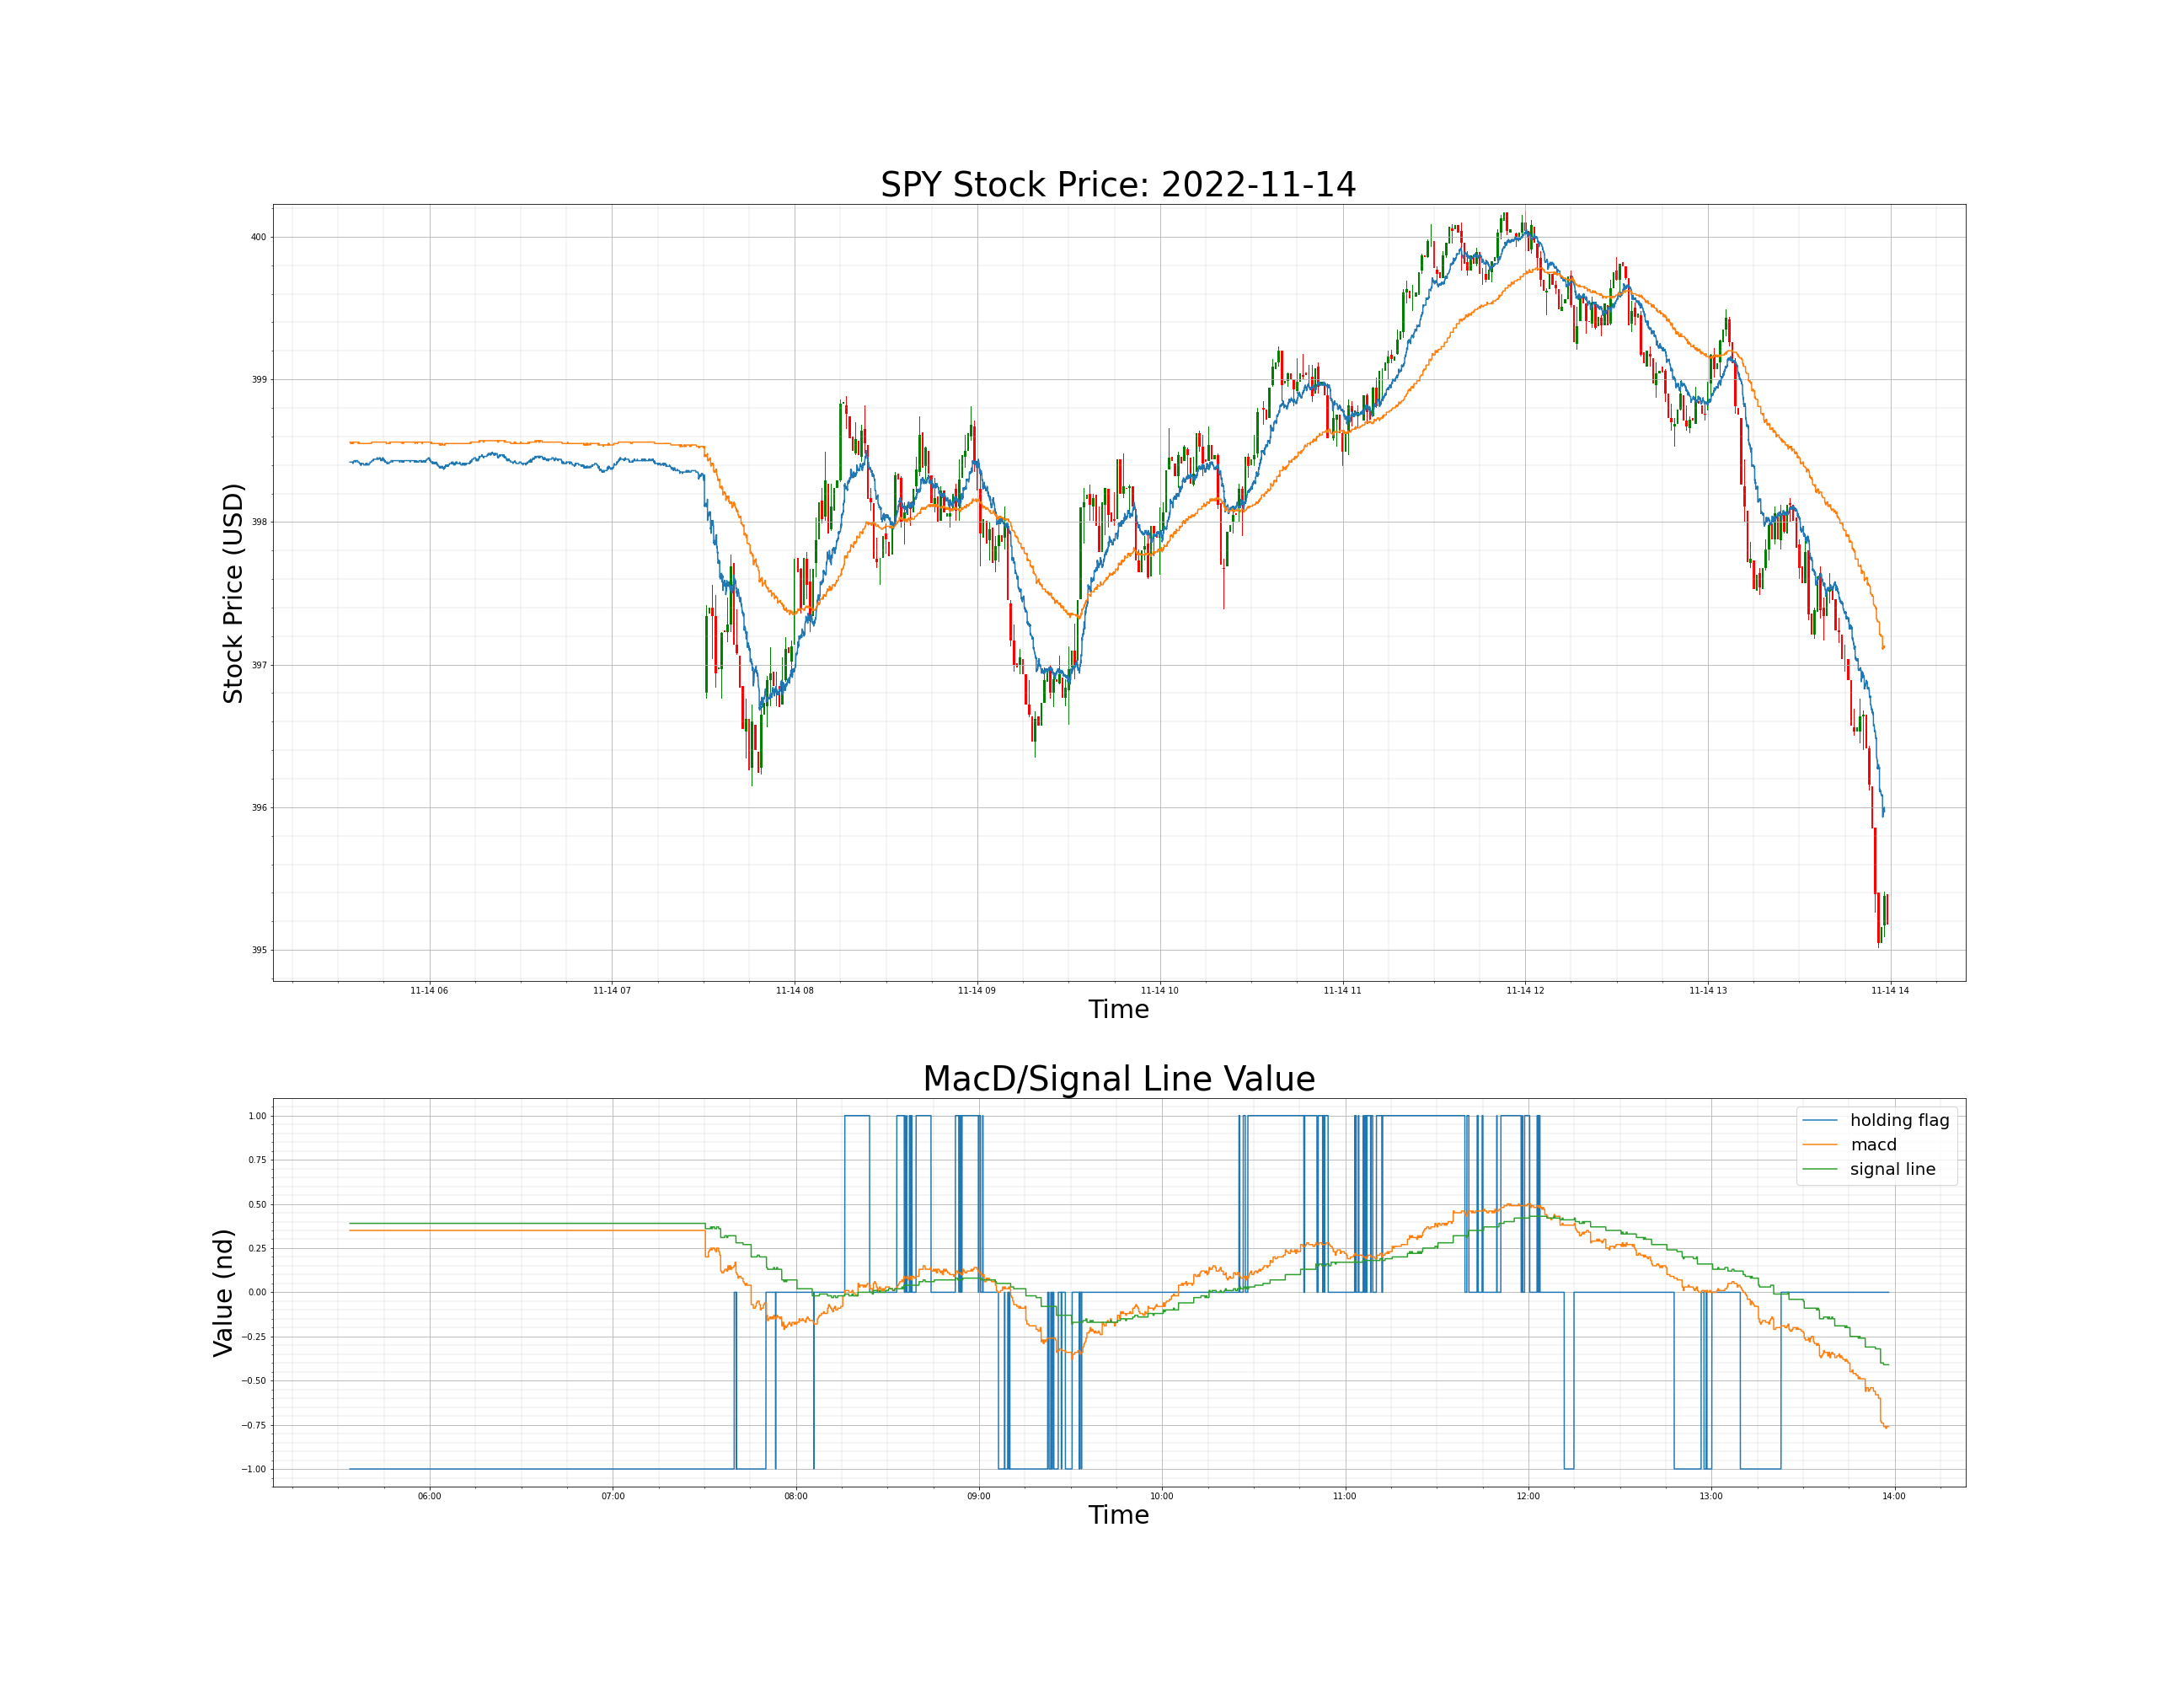 SPY Stock Price: 2022-11-14
Stock Price (USD)
400
399
398
397
396
395
11-14 06 11-14 07 11-14 08 11-14 09 11-14 10 11-14 11 11-14 12 11-14 13 11-14 14
Time
MacD/Signal Line Value
Value (nd)
1.00
0.75
0.50
0.25
0.00
−0.25
−0.50
−0.75
−1.00
holding flag
macd
signal line
06:00 07:00 08:00 09:00 10:00 11:00 12:00 13:00 14:00
Time